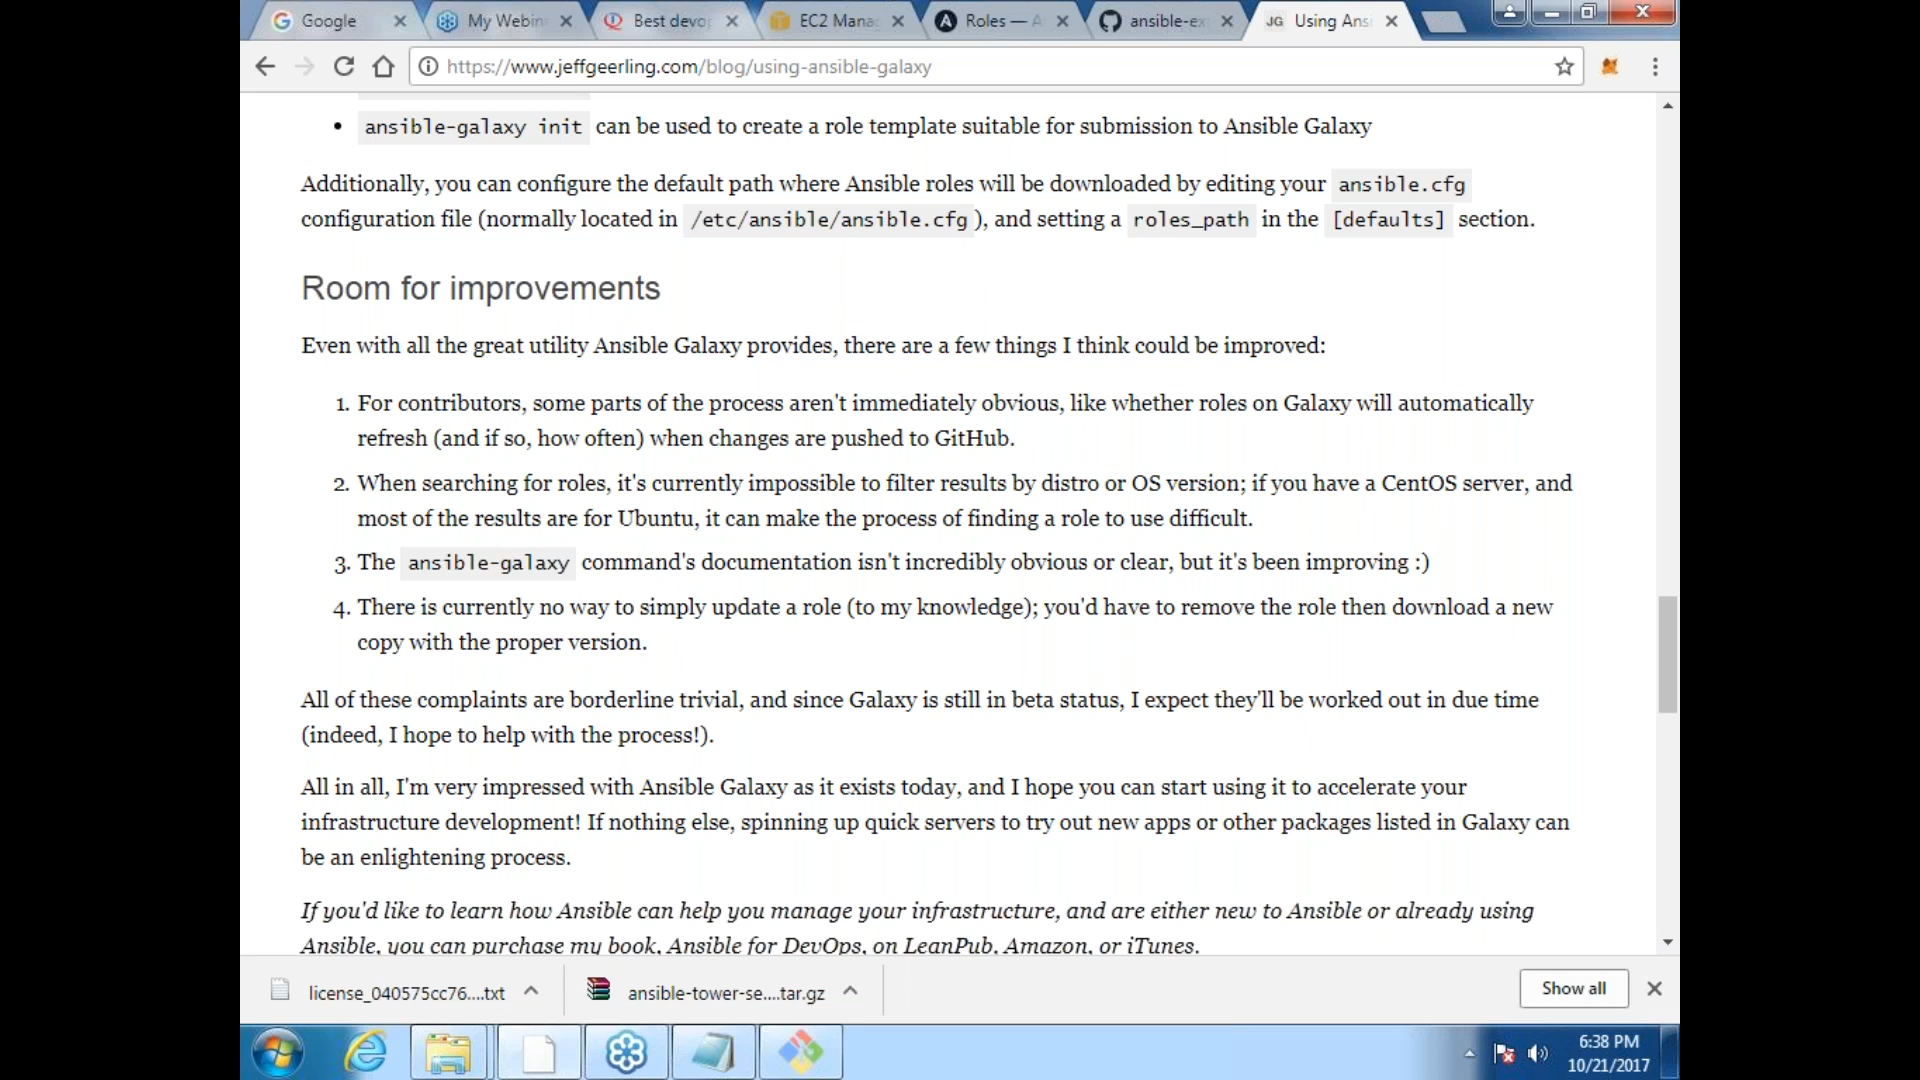 Google
My Webin
Best devo
EC2 Mana
Roles — A
ansible-ex
JG Using Ans
https://www.jeffgeerling.com/blog/using-ansible-galaxy
• ansible-galaxy init can be used to create a role template suitable for submission to Ansible Galaxy
Additionally, you can configure the default path where Ansible roles will be downloaded by editing your ansible.cfg
configuration file (normally located in /etc/ansible/ansible.cfg ), and setting a roles_path in the [defaults] section.
Room for improvements
Even with all the great utility Ansible Galaxy provides, there are a few things I think could be improved:
1. For contributors, some parts of the process aren't immediately obvious, like whether roles on Galaxy will automatically
refresh (and if so, how often) when changes are pushed to GitHub.
2. When searching for roles, it's currently impossible to filter results by distro or OS version; if you have a CentOS server, and
most of the results are for Ubuntu, it can make the process of finding a role to use difficult.
3. The ansible-galaxy command's documentation isn't incredibly obvious or clear, but it's been improving :)
4. There is currently no way to simply update a role (to my knowledge); you'd have to remove the role then download a new
copy with the proper version.
All of these complaints are borderline trivial, and since Galaxy is still in beta status, I expect they'll be worked out in due time
(indeed, I hope to help with the process!).
All in all, I'm very impressed with Ansible Galaxy as it exists today, and I hope you can start using it to accelerate your
infrastructure development! If nothing else, spinning up quick servers to try out new apps or other packages listed in Galaxy can
be an enlightening process.
If you'd like to learn how Ansible can help you manage your infrastructure, and are either new to Ansible or already using
Ansible, you can purchase my book, Ansible for DevOps, on LeanPub, Amazon, or iTunes.
license_040575cc76....txt
ansible-tower-se....tar.gz
Show all
6:38 PM
10/21/2017